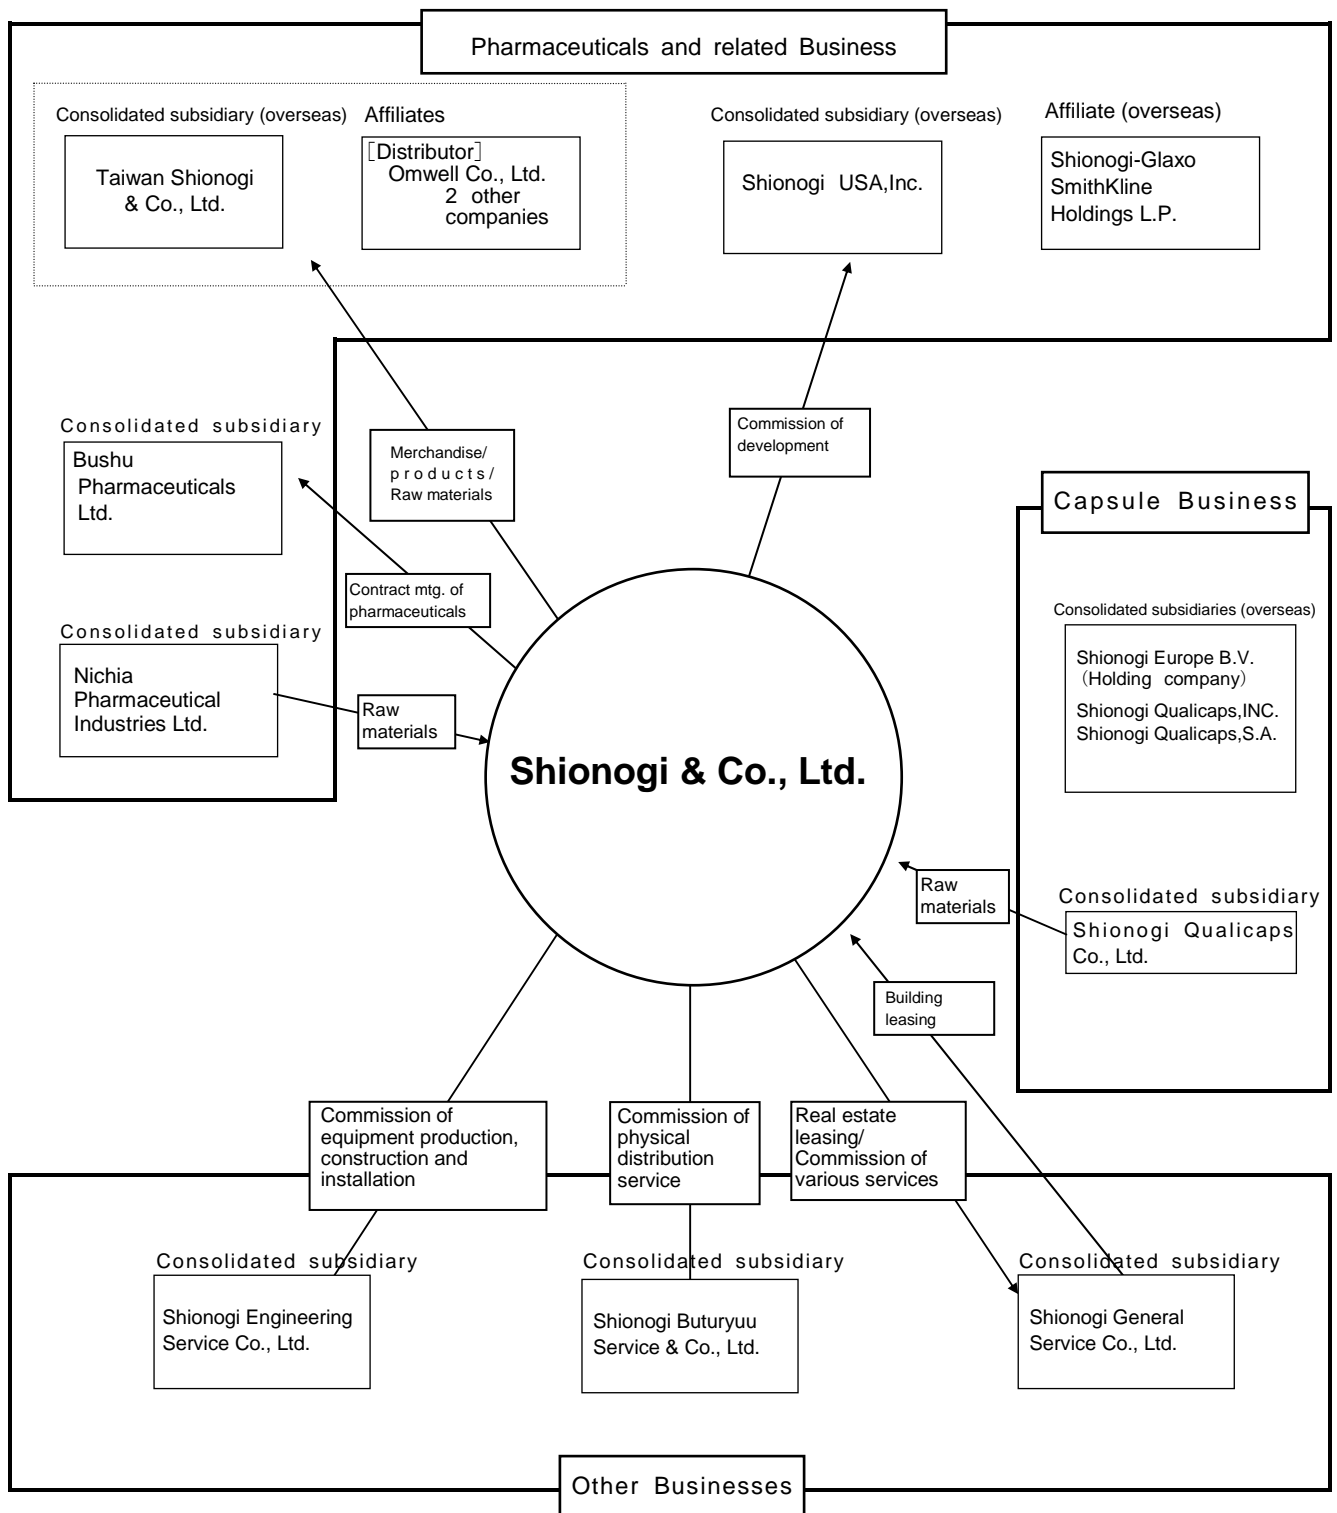 Pharmaceuticals and related Business
Consolidated subsidiary (overseas)
Taiwan Shionogi
& Co., Ltd.
Affiliates
［Distributor］
Omwell Co., Ltd.
2 other
companies
Consolidated subsidiary (overseas)
Shionogi USA,Inc.
Affiliate (overseas)
Shionogi-Glaxo
SmithKline
Holdings L.P.
Consolidated subsidiary
Bushu
Pharmaceuticals
Ltd.
Merchandise/
products/
Raw materials
Commission of
development
Contract mtg. of
pharmaceuticals
Consolidated subsidiary
Nichia
Pharmaceutical
Industries Ltd.
Raw
materials
Shionogi & Co., Ltd.
Capsule Business
Consolidated subsidiaries (overseas)
Shionogi Europe B.V.
（Holding company）
Shionogi Qualicaps,INC.
Shionogi Qualicaps,S.A.
Raw
materials
Consolidated subsidiary
Shionogi Qualicaps
Co., Ltd.
Building
leasing
Commission of
equipment production,
construction and
installation
Commission of
physical
distribution
service
Real estate
leasing/
Commission of
various services
Consolidated subsidiary
Shionogi Engineering
Service Co., Ltd.
Consolidated subsidiary
Shionogi Buturyuu
Service & Co., Ltd.
Consolidated subsidiary
Shionogi General
Service Co., Ltd.
Other Businesses